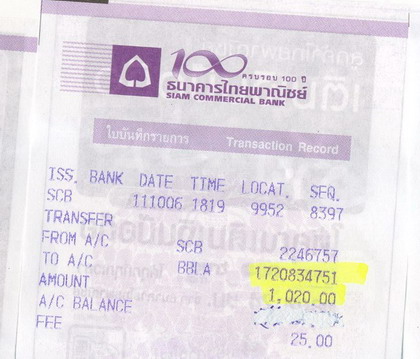 100 ครบรอบ 100 ปี
ธนาคารไทยพาณิชย์
SIAM COMMERCIAL BANK
ใบบันทึกรายการ Transaction Record
ISS. BANK DATE TIME LOCAT. SEQ.
SCB 111006 1819 9952 8397
TRANSFER
FROM A/C SCB 2246757
TO A/C BBLA 1720834751
AMOUNT 1,020.00
A/C BALANCE
FEE 25.00